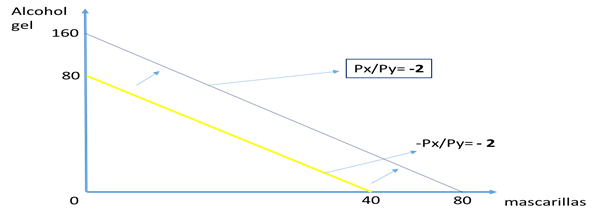 Alcohol
gel
160
Px/Py= -2
80
-Px/Py= - 2
0
40
80
mascarillas